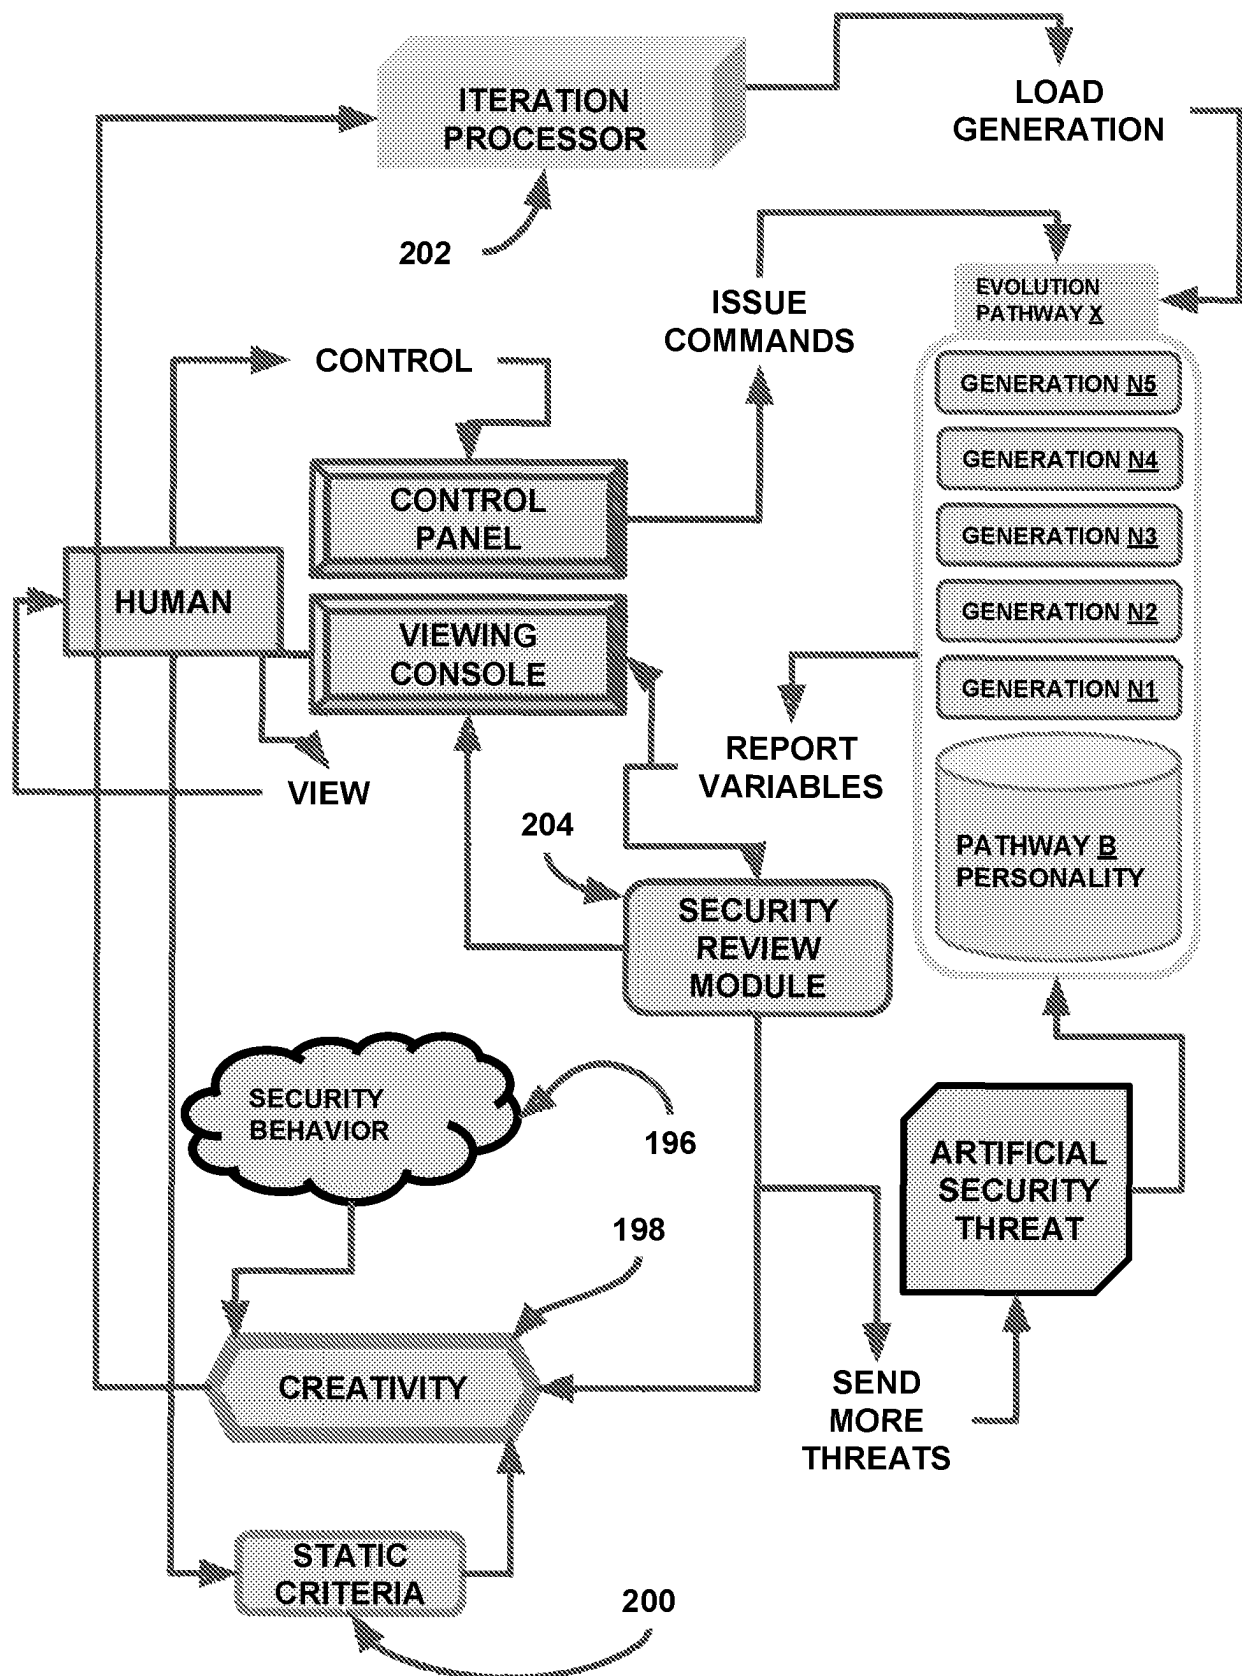 ITERATION
PROCESSOR
LOAD
GENERATION
202
EVOLUTION
PATHWAY X
ISSUE
COMMANDS
CONTROL
GENERATION N5
GENERATION N4
CONTROL
PANEL
GENERATION N3
HUMAN
VIEWING
CONSOLE
GENERATION N2
GENERATION N1
REPORT
VARIABLES
VIEW
204
PATHWAY B
PERSONALITY
SECURITY
REVIEW
MODULE
SECURITY
BEHAVIOR
196
ARTIFICIAL
SECURITY
THREAT
198
CREATIVITY
SEND
MORE
THREATS
STATIC
CRITERIA
200